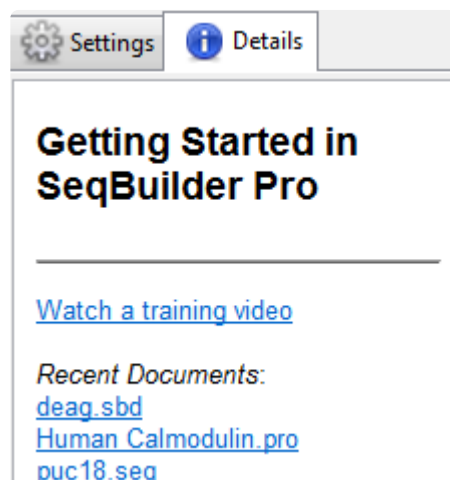 Settings
Details
Getting Started in
SeqBuilder Pro
Watch a training video
Recent Documents:
deag.sbd
Human Calmodulin.pro
puc18.seq